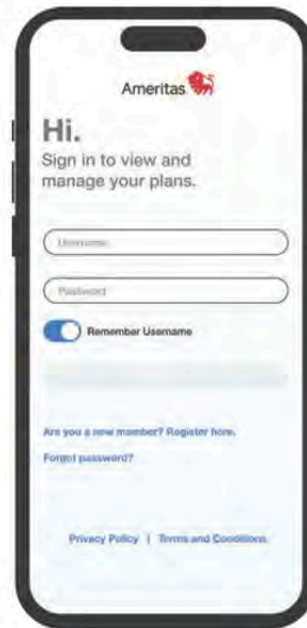 Ameritas
Hi.
Sign in to view and
manage your plans.
Username
Password
Remember Username
Are you a new member? Register here.
Forgot password?
Privacy Policy | Terms and Conditions